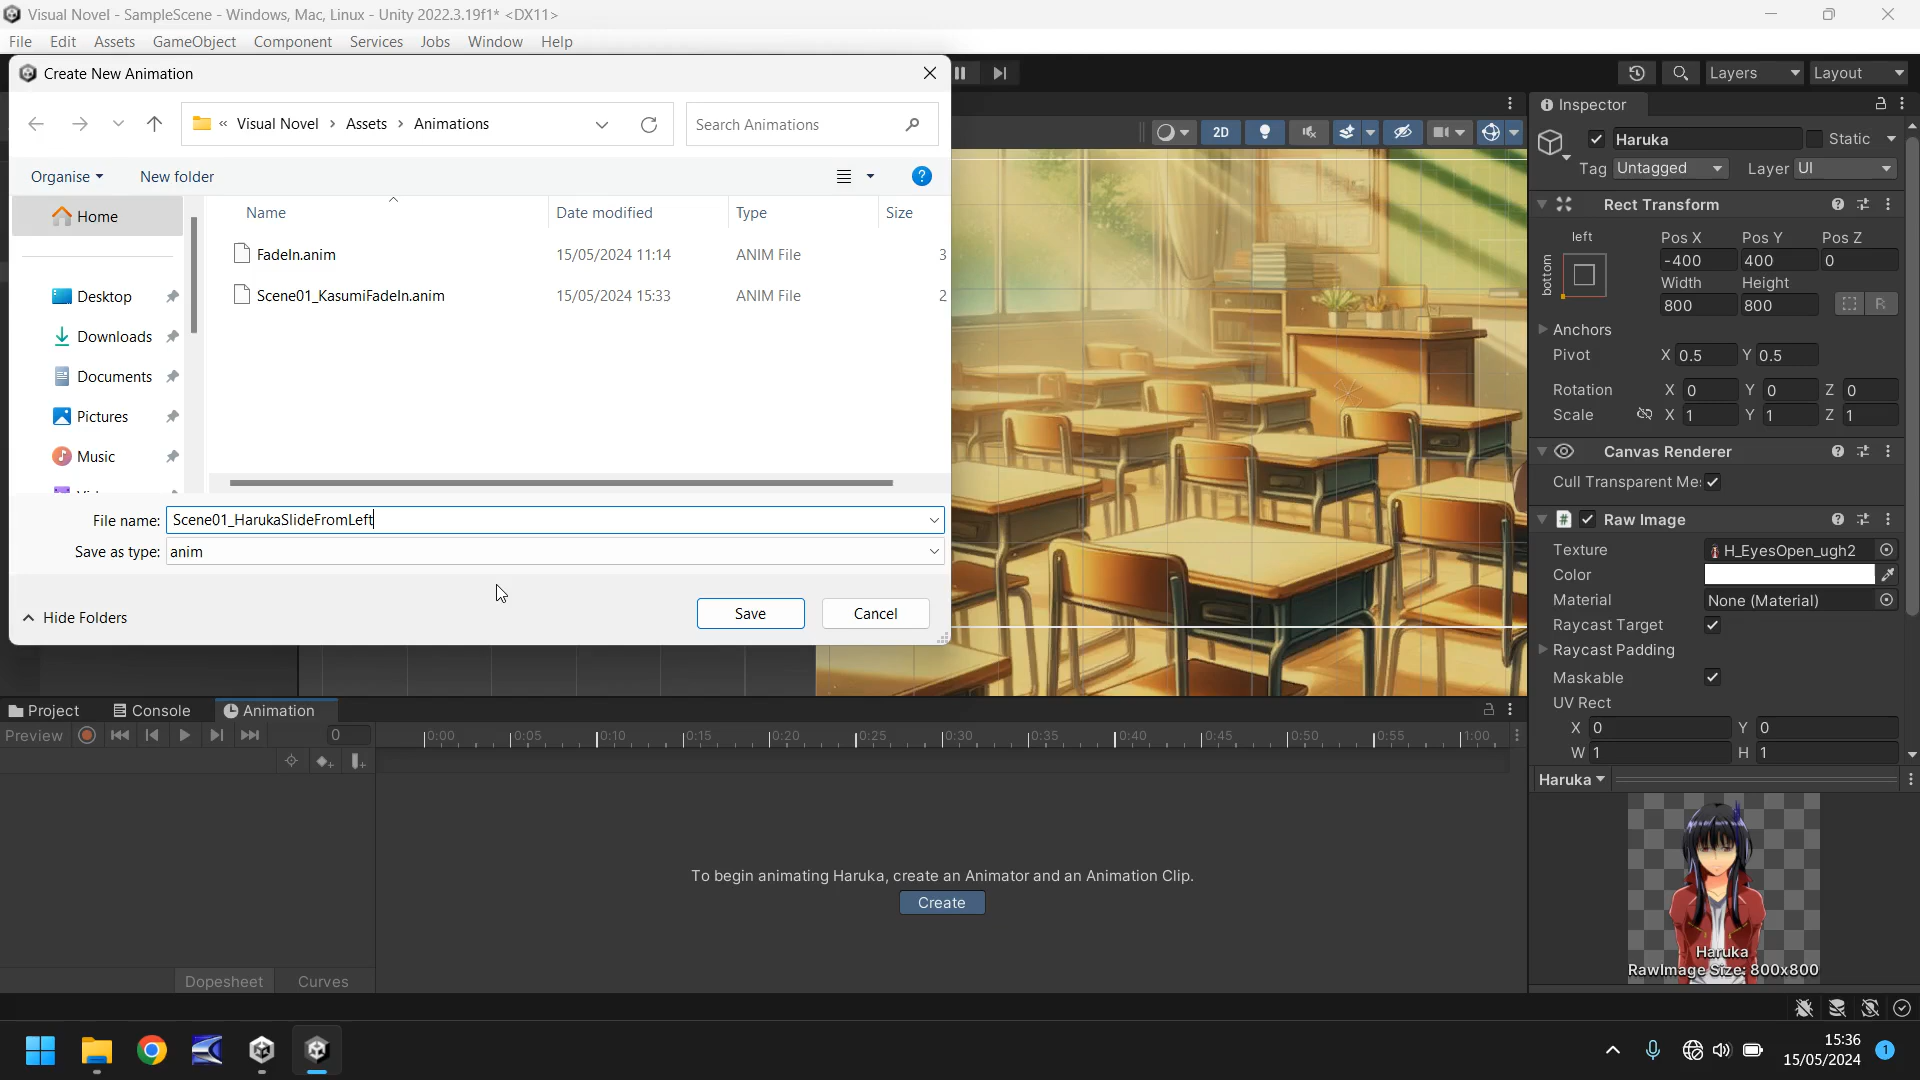 Visual Novel - SampleScene - Windows, Mac, Linux - Unity 2022.3.19f1* <DX11>
File Edit Assets GameObject Component Services Jobs Window Help
Create New Animation
« Visual Novel > Assets > Animations
Search Animations
Organise New folder
Home
Desktop
Downloads
Documents
Pictures
Music
Name Date modified Type Size
FadeIn.anim 15/05/2024 11:14 ANIM File 3
Scene01_KasumiFadeIn.anim 15/05/2024 15:33 ANIM File 2
File name: Scene01_HarukaSlideFromLeft
Save as type: anim
Hide Folders
Save Cancel
2D
Layers Layout
Inspector
Haruka Static
Tag Untagged Layer UI
Rect Transform
left
bottom
Pos X Pos Y Pos Z
-400 400 0
Width Height
800 800 R
Anchors
Pivot X 0.5 Y 0.5
Rotation X 0 Y 0 Z 0
Scale X 1 Y 1 Z 1
Canvas Renderer
Cull Transparent Me:
# Raw Image
Texture H_EyesOpen_ugh2
Color
Material None (Material)
Raycast Target
Raycast Padding
Maskable
UV Rect
X 0 Y 0
W 1 H 1
Haruka
Haruka
RawImage Size: 800x800
Project Console Animation
Preview 0
0:00 0:05 0:10 0:15 0:20 0:25 0:30 0:35 0:40 0:45 0:50 0:55 1:00
To begin animating Haruka, create an Animator and an Animation Clip.
Create
Dopesheet Curves
15:36
15/05/2024
1